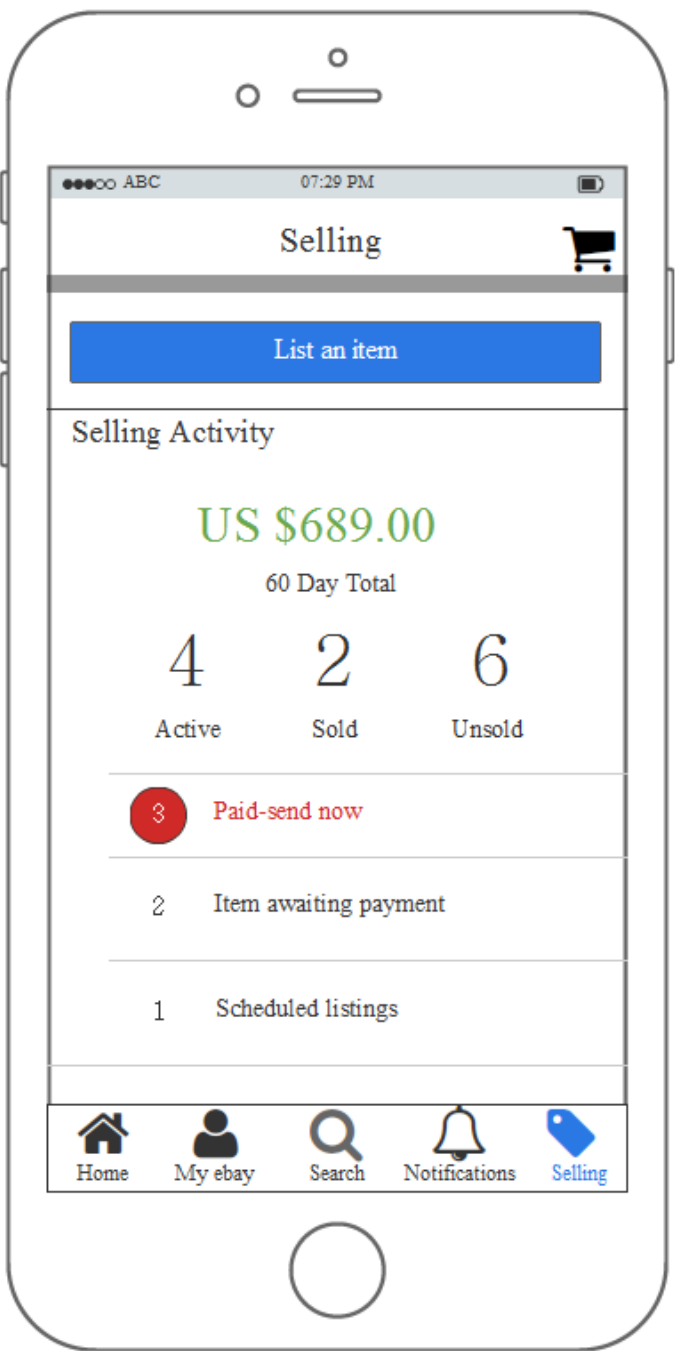 ABC 07:29 PM
Selling
List an item
Selling Activity
US $689.00
60 Day Total
4 2 6
Active Sold Unsold
3 Paid-send now
2 Item awaiting payment
1 Scheduled listings
Home My ebay Search Notifications Selling